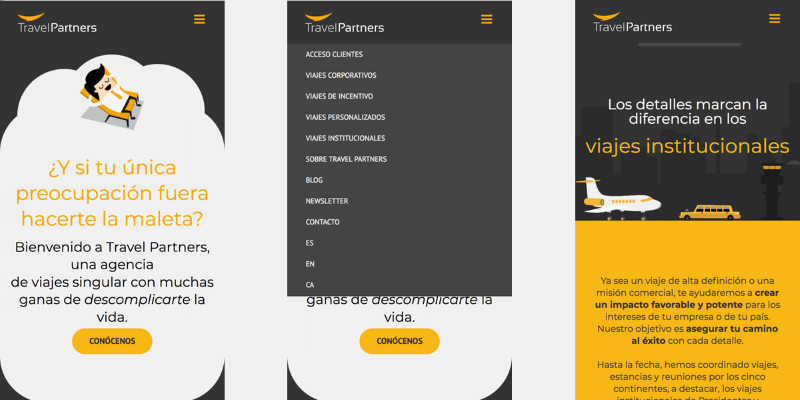 TravelPartners
¿Y si tu única
preocupación fuera
hacerte la maleta?
Bienvenido a Travel Partners,
una agencia
de viajes singular con muchas
ganas de descomplicarte la
vida.
CONÓCENOS
TravelPartners
ACCESO CLIENTES
VIAJES CORPORATIVOS
VIAJES DE INCENTIVO
VIAJES PERSONALIZADOS
VIAJES INSTITUCIONALES
SOBRE TRAVEL PARTNERS
BLOG
NEWSLETTER
CONTACTO
ES
EN
CA
ganas de descomplicarte la
vida.
CONÓCENOS
TravelPartners
Los detalles marcan la
diferencia en los
viajes institucionales
Ya sea un viaje de alta definición o una
misión comercial, te ayudaremos a crear
un impacto favorable y potente para los
intereses de tu empresa o de tu país.
Nuestro objetivo es asegurar tu camino
al éxito con cada detalle.
Hasta la fecha, hemos coordinado viajes,
estancias y reuniones por los cinco
continentes, a destacar, los viajes
institucionales de Presidentes y